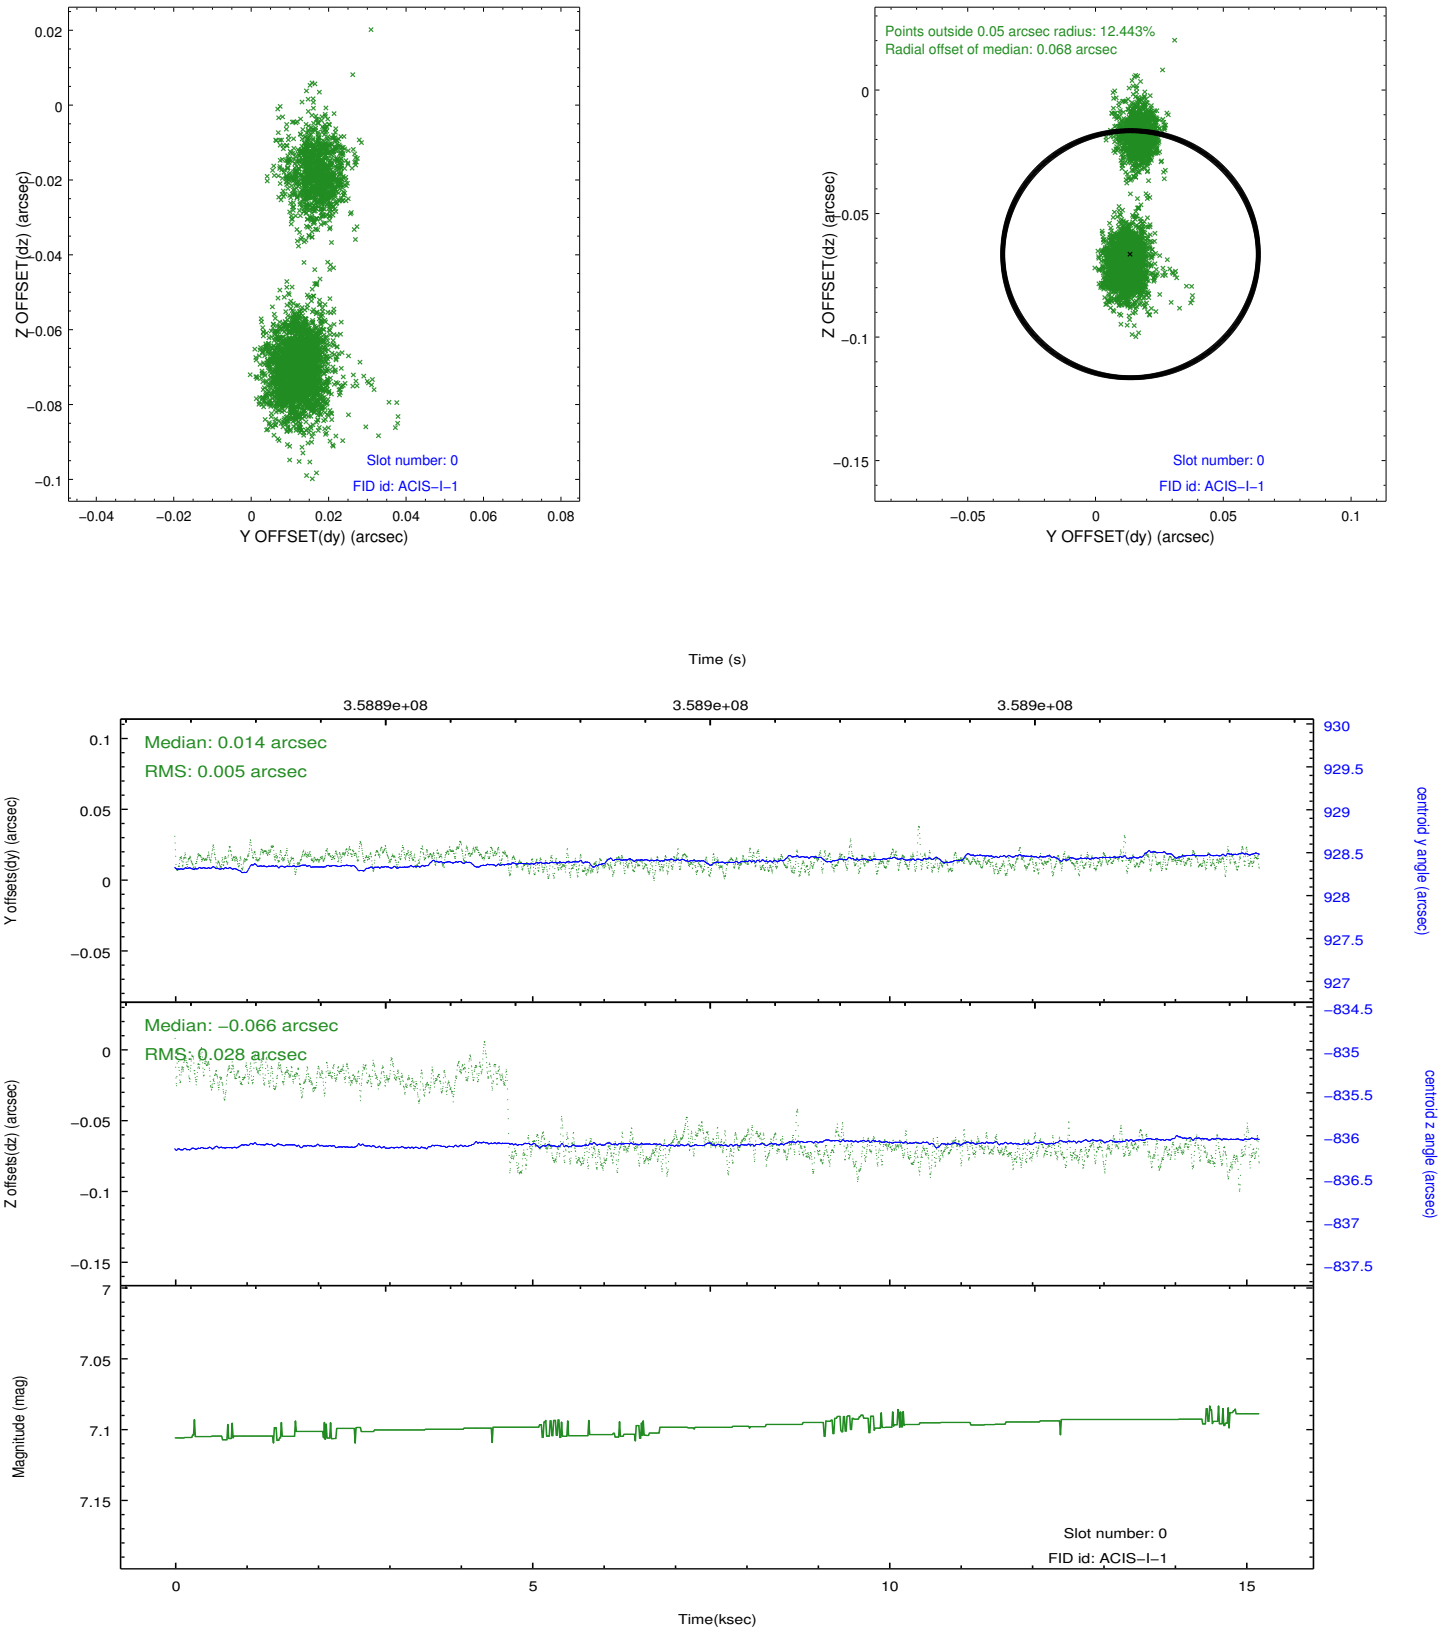 0.02
0
−0.02
−0.04
−0.06
−0.08
−0.1
Z OFFSET(dz) (arcsec)
−0.04
−0.02
0
0.02
0.04
0.06
0.08
Y OFFSET(dy) (arcsec)
Slot number: 0
FID id: ACIS−I−1
Points outside 0.05 arcsec radius: 12.443%
Radial offset of median: 0.068 arcsec
0
−0.05
−0.1
−0.15
Z OFFSET(dz) (arcsec)
−0.05
0
0.05
0.1
Y OFFSET(dy) (arcsec)
Slot number: 0
FID id: ACIS−I−1
Time (s)
3.5889e+08
3.589e+08
3.589e+08
Median: 0.014 arcsec
RMS: 0.005 arcsec
0.1
0.05
0
−0.05
Y offsets(dy) (arcsec)
930
929.5
929
928.5
928
927.5
927
centroid y angle (arcsec)
Median: −0.066 arcsec
RMS: 0.028 arcsec
0
−0.05
−0.1
−0.15
Z offsets(dz) (arcsec)
−834.5
−835
−835.5
−836
−836.5
−837
−837.5
centroid z angle (arcsec)
7
7.05
7.1
7.15
Magnitude (mag)
Slot number: 0
FID id: ACIS−I−1
0
5
10
15
Time(ksec)